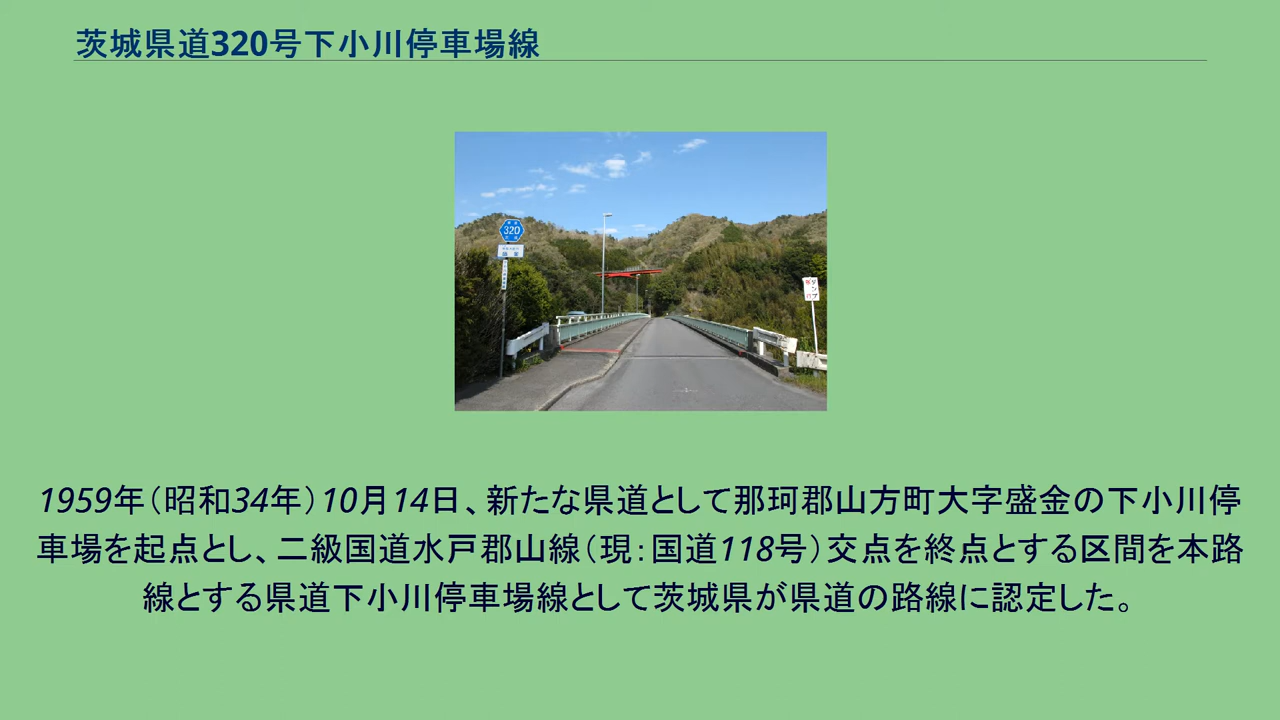 茨城県道320号下小川停車場線
320
1959年（昭和34年）10月14日、新たな県道として那珂郡山方町大字盛金の下小川停
車場を起点とし、二級国道水戸郡山線（現：国道118号）交点を終点とする区間を本路
線とする県道下小川停車場線として茨城県が県道の路線に認定した。